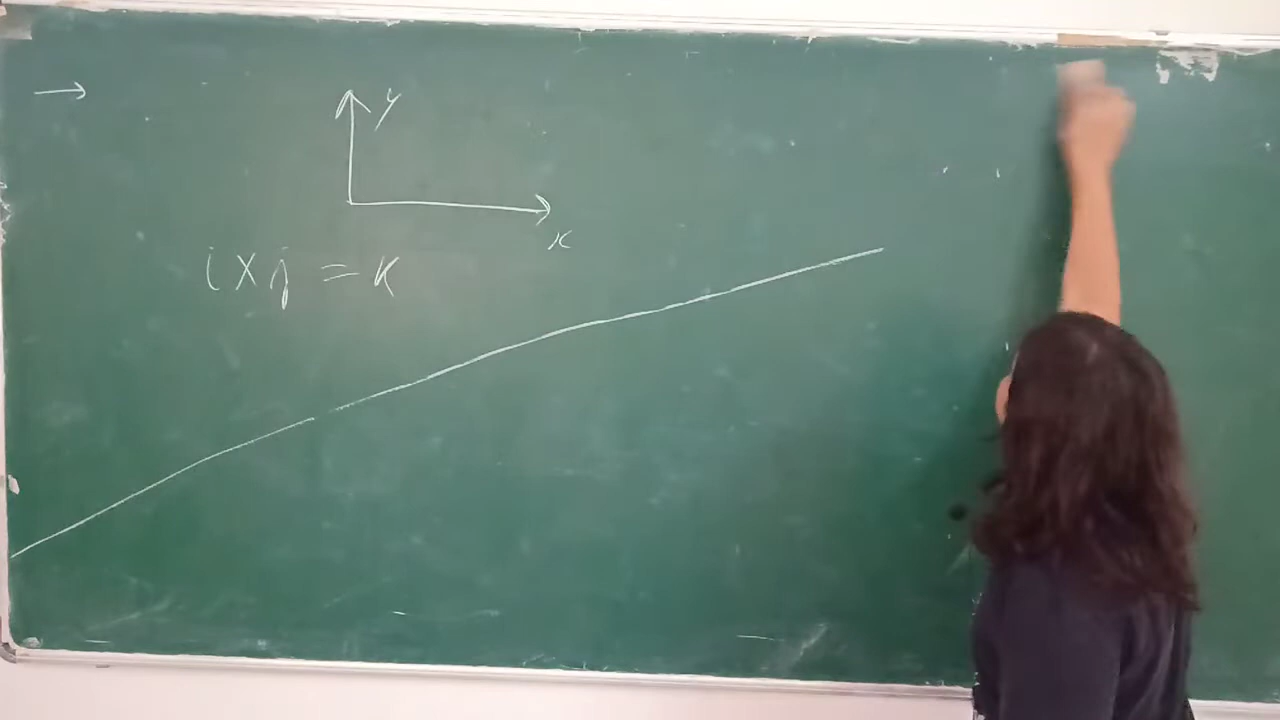 y
x
i x j = k